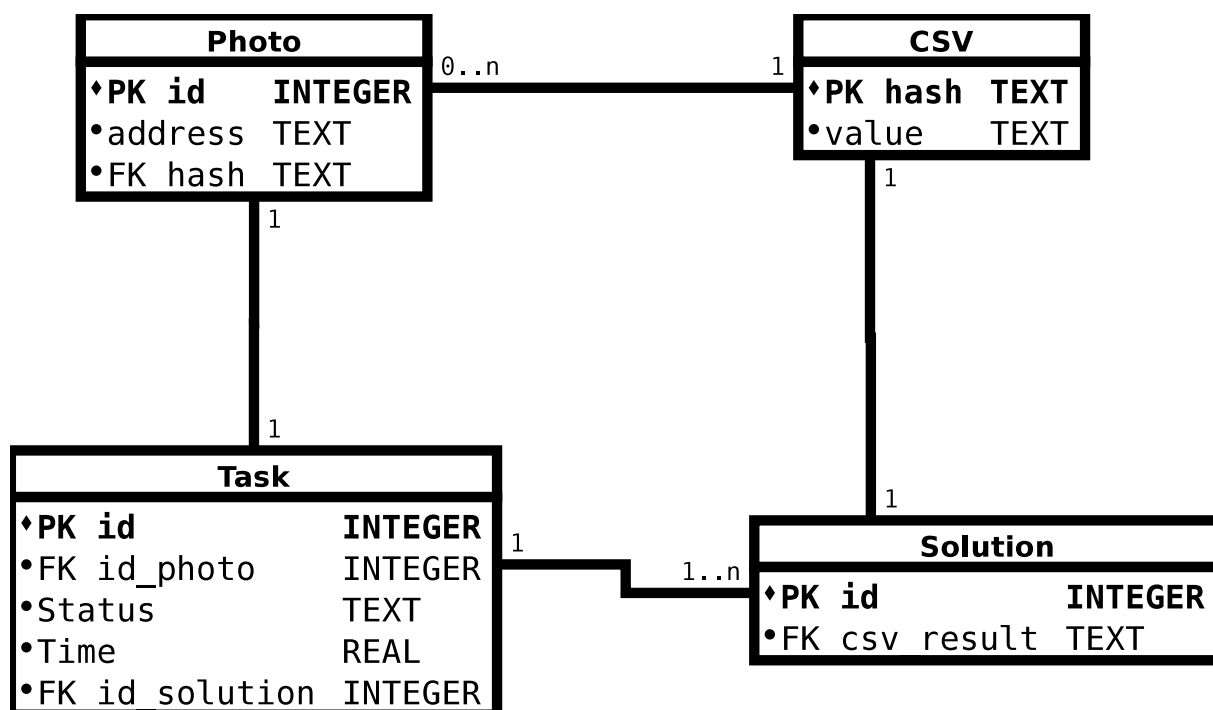 Photo
PK id INTEGER
address TEXT
FK hash TEXT
0..n
1
CSV
PK hash TEXT
value TEXT
1
1
1
1
Task
PK id INTEGER
FK id_photo INTEGER
Status TEXT
Time REAL
FK id_solution INTEGER
1
1..n
Solution
PK id INTEGER
FK csv_result TEXT